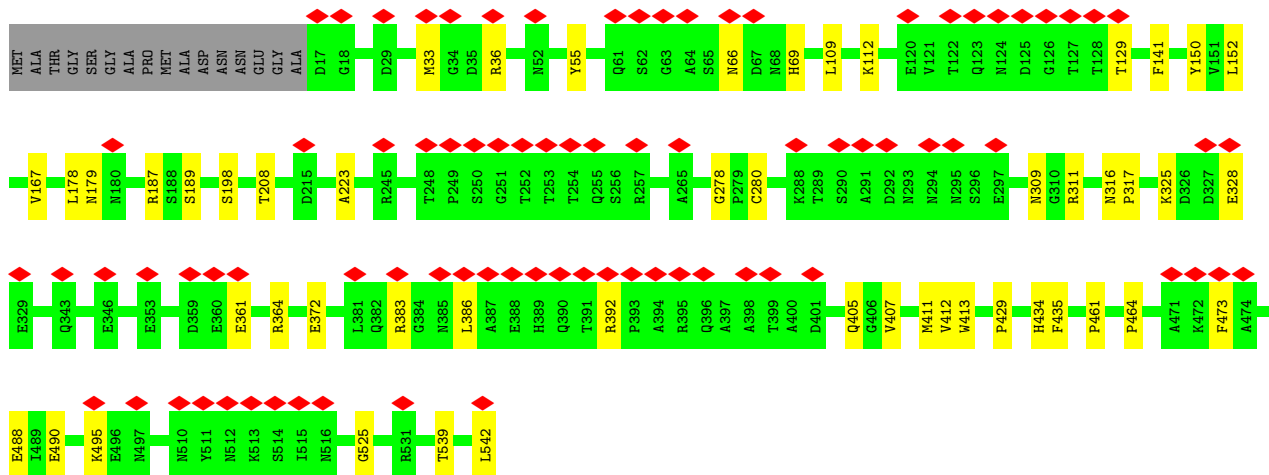 MET ALA THR GLY SER GLY ALA PRO MET ALA ASP ASN ASN GLU GLY ALA D17 G18 D29 M33 G34 D35 R36 N52 Y55 Q61 S62 G63 A64 S65 N66 D67 N68 H69 L109 K112 E120 V121 T122 Q123 N124 D125 G126 T127 T128 T129 F141 Y150 V151 L152
V167 L178 N179 N180 R187 S188 S189 S198 T208 D215 A223 R245 T248 P249 S250 G251 T252 T253 T254 Q255 S256 R257 A265 G278 P279 C280 K288 T289 S290 A291 D292 N293 N294 N295 S296 E297 N309 G310 R311 N316 P317 K325 D326 D327 E328
E329 Q343 E346 E353 D359 E360 E361 R364 E372 L381 Q382 R383 G384 N385 L386 A387 E388 H389 Q390 T391 R392 P393 A394 R395 Q396 A397 A398 T399 A400 D401 Q405 G406 V407 M411 V412 W413 P429 H434 F435 P461 P464 A471 K472 F473 A474
E488 I489 E490 K495 E496 N497 N510 Y511 N512 K513 S514 I515 N516 G525 R531 T539 L542